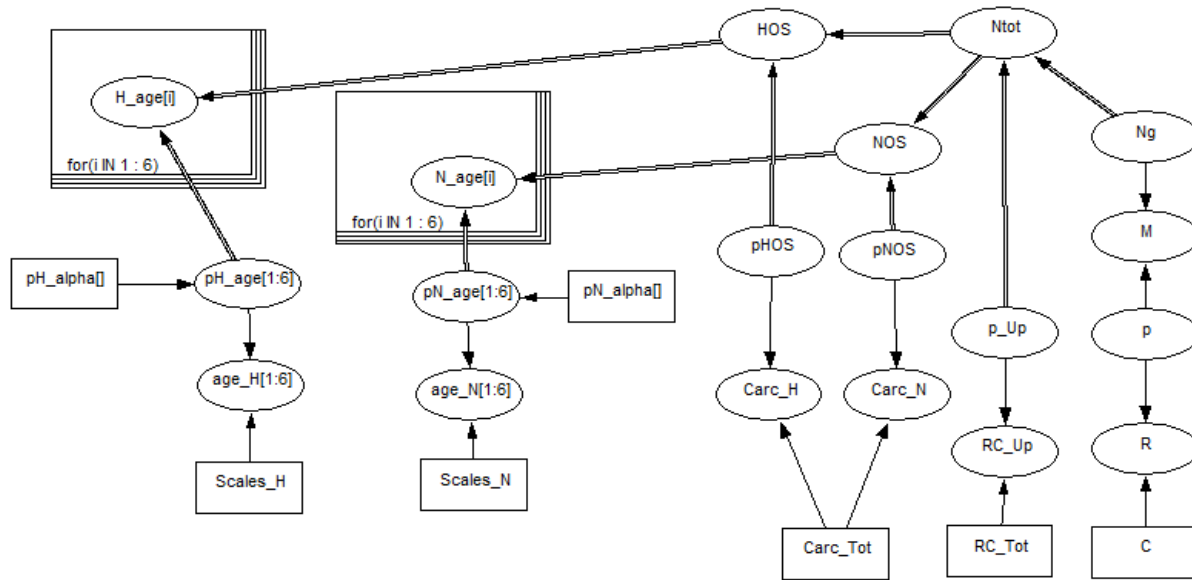 HOS
Ntot
H_age[i]
for(i IN 1 : 6)
Ng
NOS
N_age[i]
for(i IN 1 : 6)
M
pHOS
pNOS
pH_alpha[]
pH_age[1:6]
pN_age[1:6]
pN_alpha[]
p_Up
p
age_H[1:6]
age_N[1:6]
Carc_H
Carc_N
RC_Up
R
Scales_H
Scales_N
Carc_Tot
RC_Tot
C